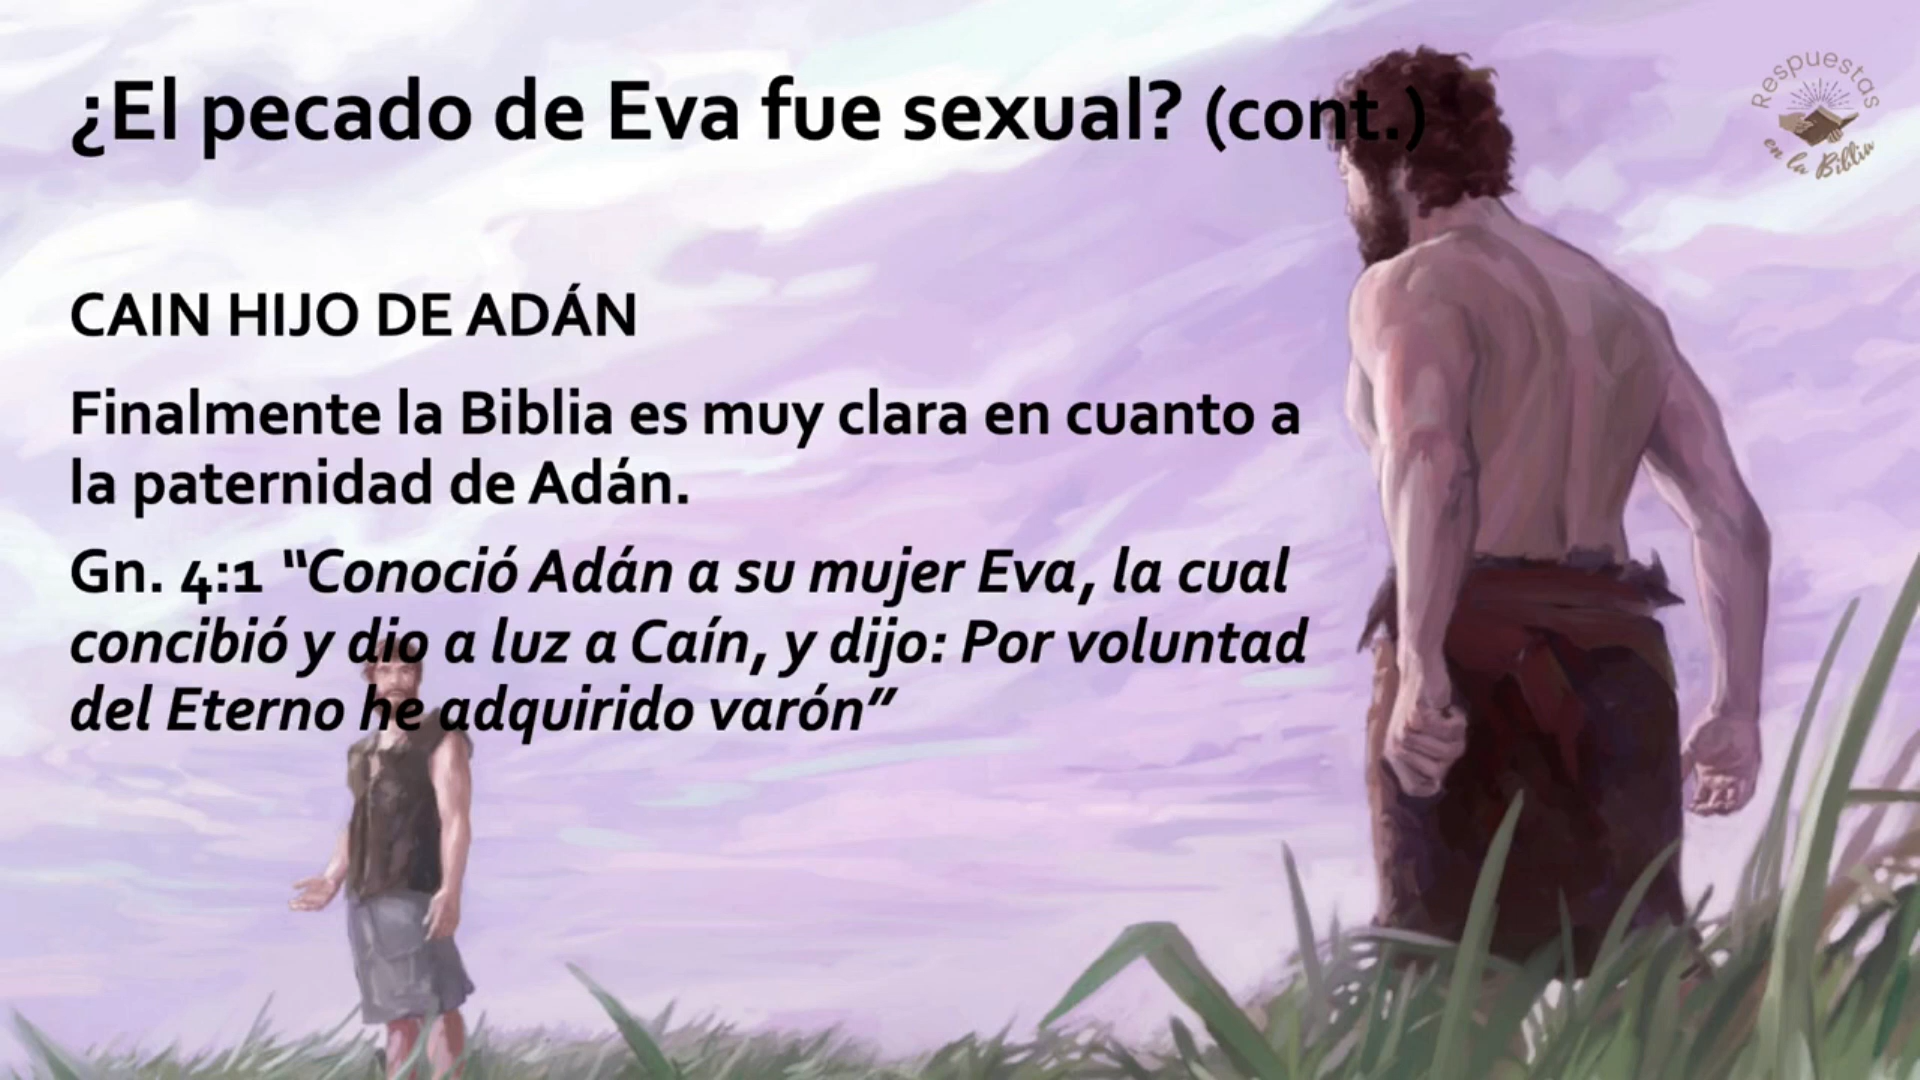 ¿El pecado de Eva fue sexual? (cont.)
Respuestas
en la Biblia
CAIN HIJO DE ADÁN
Finalmente la Biblia es muy clara en cuanto a
la paternidad de Adán.
Gn. 4:1 “Conoció Adán a su mujer Eva, la cual
concibió y dio a luz a Caín, y dijo: Por voluntad
del Eterno he adquirido varón”